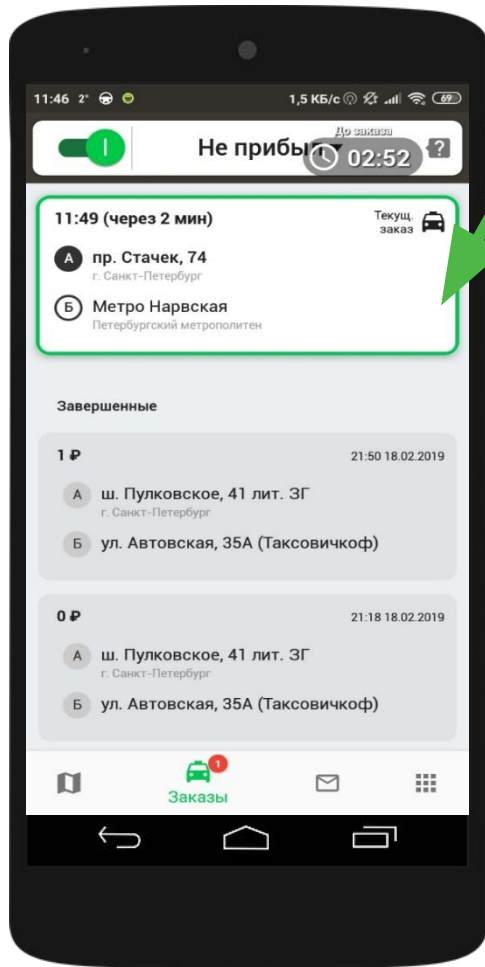 11:46 2° 1,5 КБ/с 69
До заказа
Не прибыл 02:52 ?
11:49 (через 2 мин) Текущ. заказ
А пр. Стачек, 74
г. Санкт-Петербург
Б Метро Нарвская
Петербургский метрополитен
Завершенные
1 ₽ 21:50 18.02.2019
А ш. Пулковское, 41 лит. ЗГ
г. Санкт-Петербург
Б ул. Автовская, 35А (Таксовичкоф)
0 ₽ 21:18 18.02.2019
А ш. Пулковское, 41 лит. ЗГ
г. Санкт-Петербург
Б ул. Автовская, 35А (Таксовичкоф)
1
Заказы